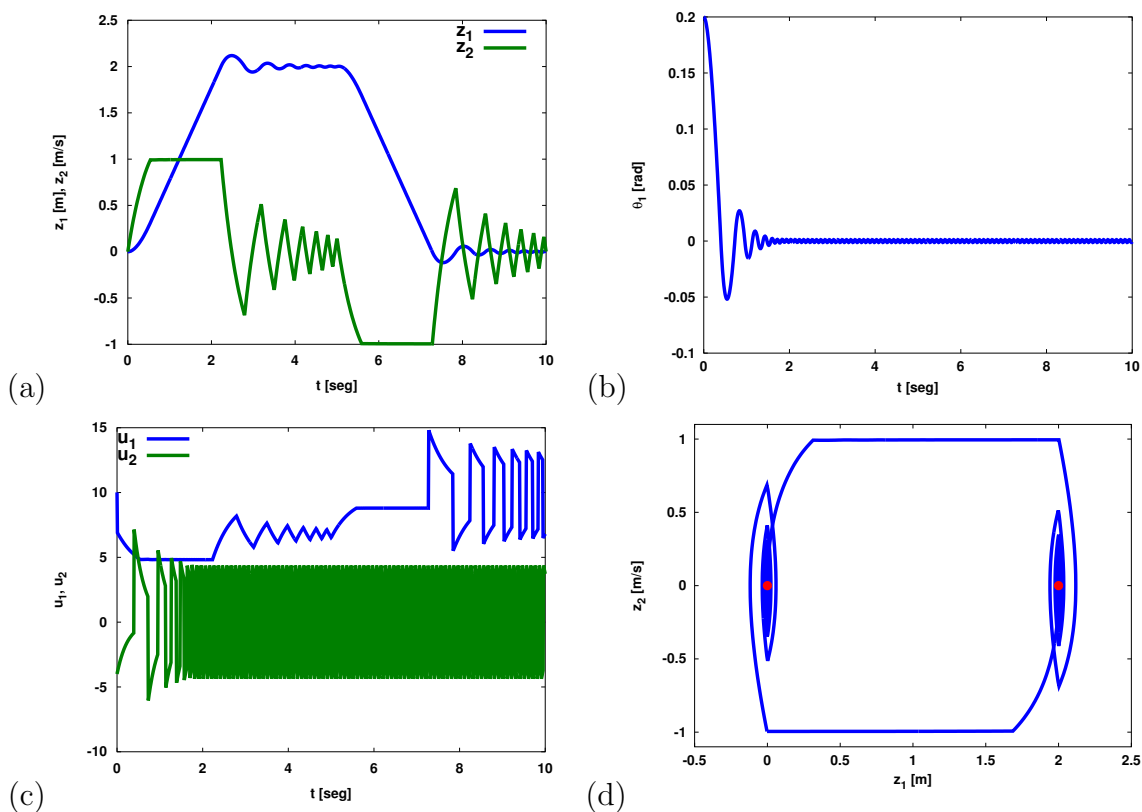 2.5
2
1.5
1
0.5
0
-0.5
-1
0 2 4 6 8 10
z1 [m], z2 [m/s]
t [seg]
z1
z2
(a)
0.2
0.15
0.1
0.05
0
-0.05
-0.1
0 2 4 6 8 10
θ1 [rad]
t [seg]
(b)
15
10
5
0
-5
-10
0 2 4 6 8 10
u1, u2
t [seg]
u1
u2
(c)
1
0.5
0
-0.5
-1
-0.5 0 0.5 1 1.5 2 2.5
z2 [m/s]
z1 [m]
(d)